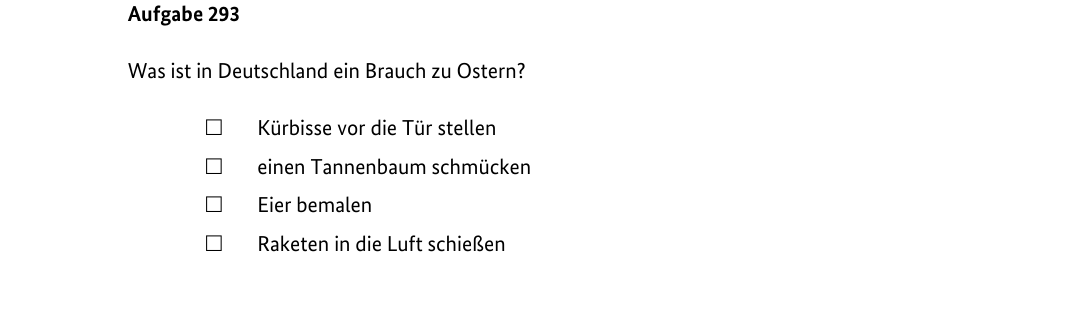 Aufgabe 293
Was ist in Deutschland ein Brauch zu Ostern?
☐ Kürbisse vor die Tür stellen
☐ einen Tannenbaum schmücken
☐ Eier bemalen
☐ Raketen in die Luft schießen